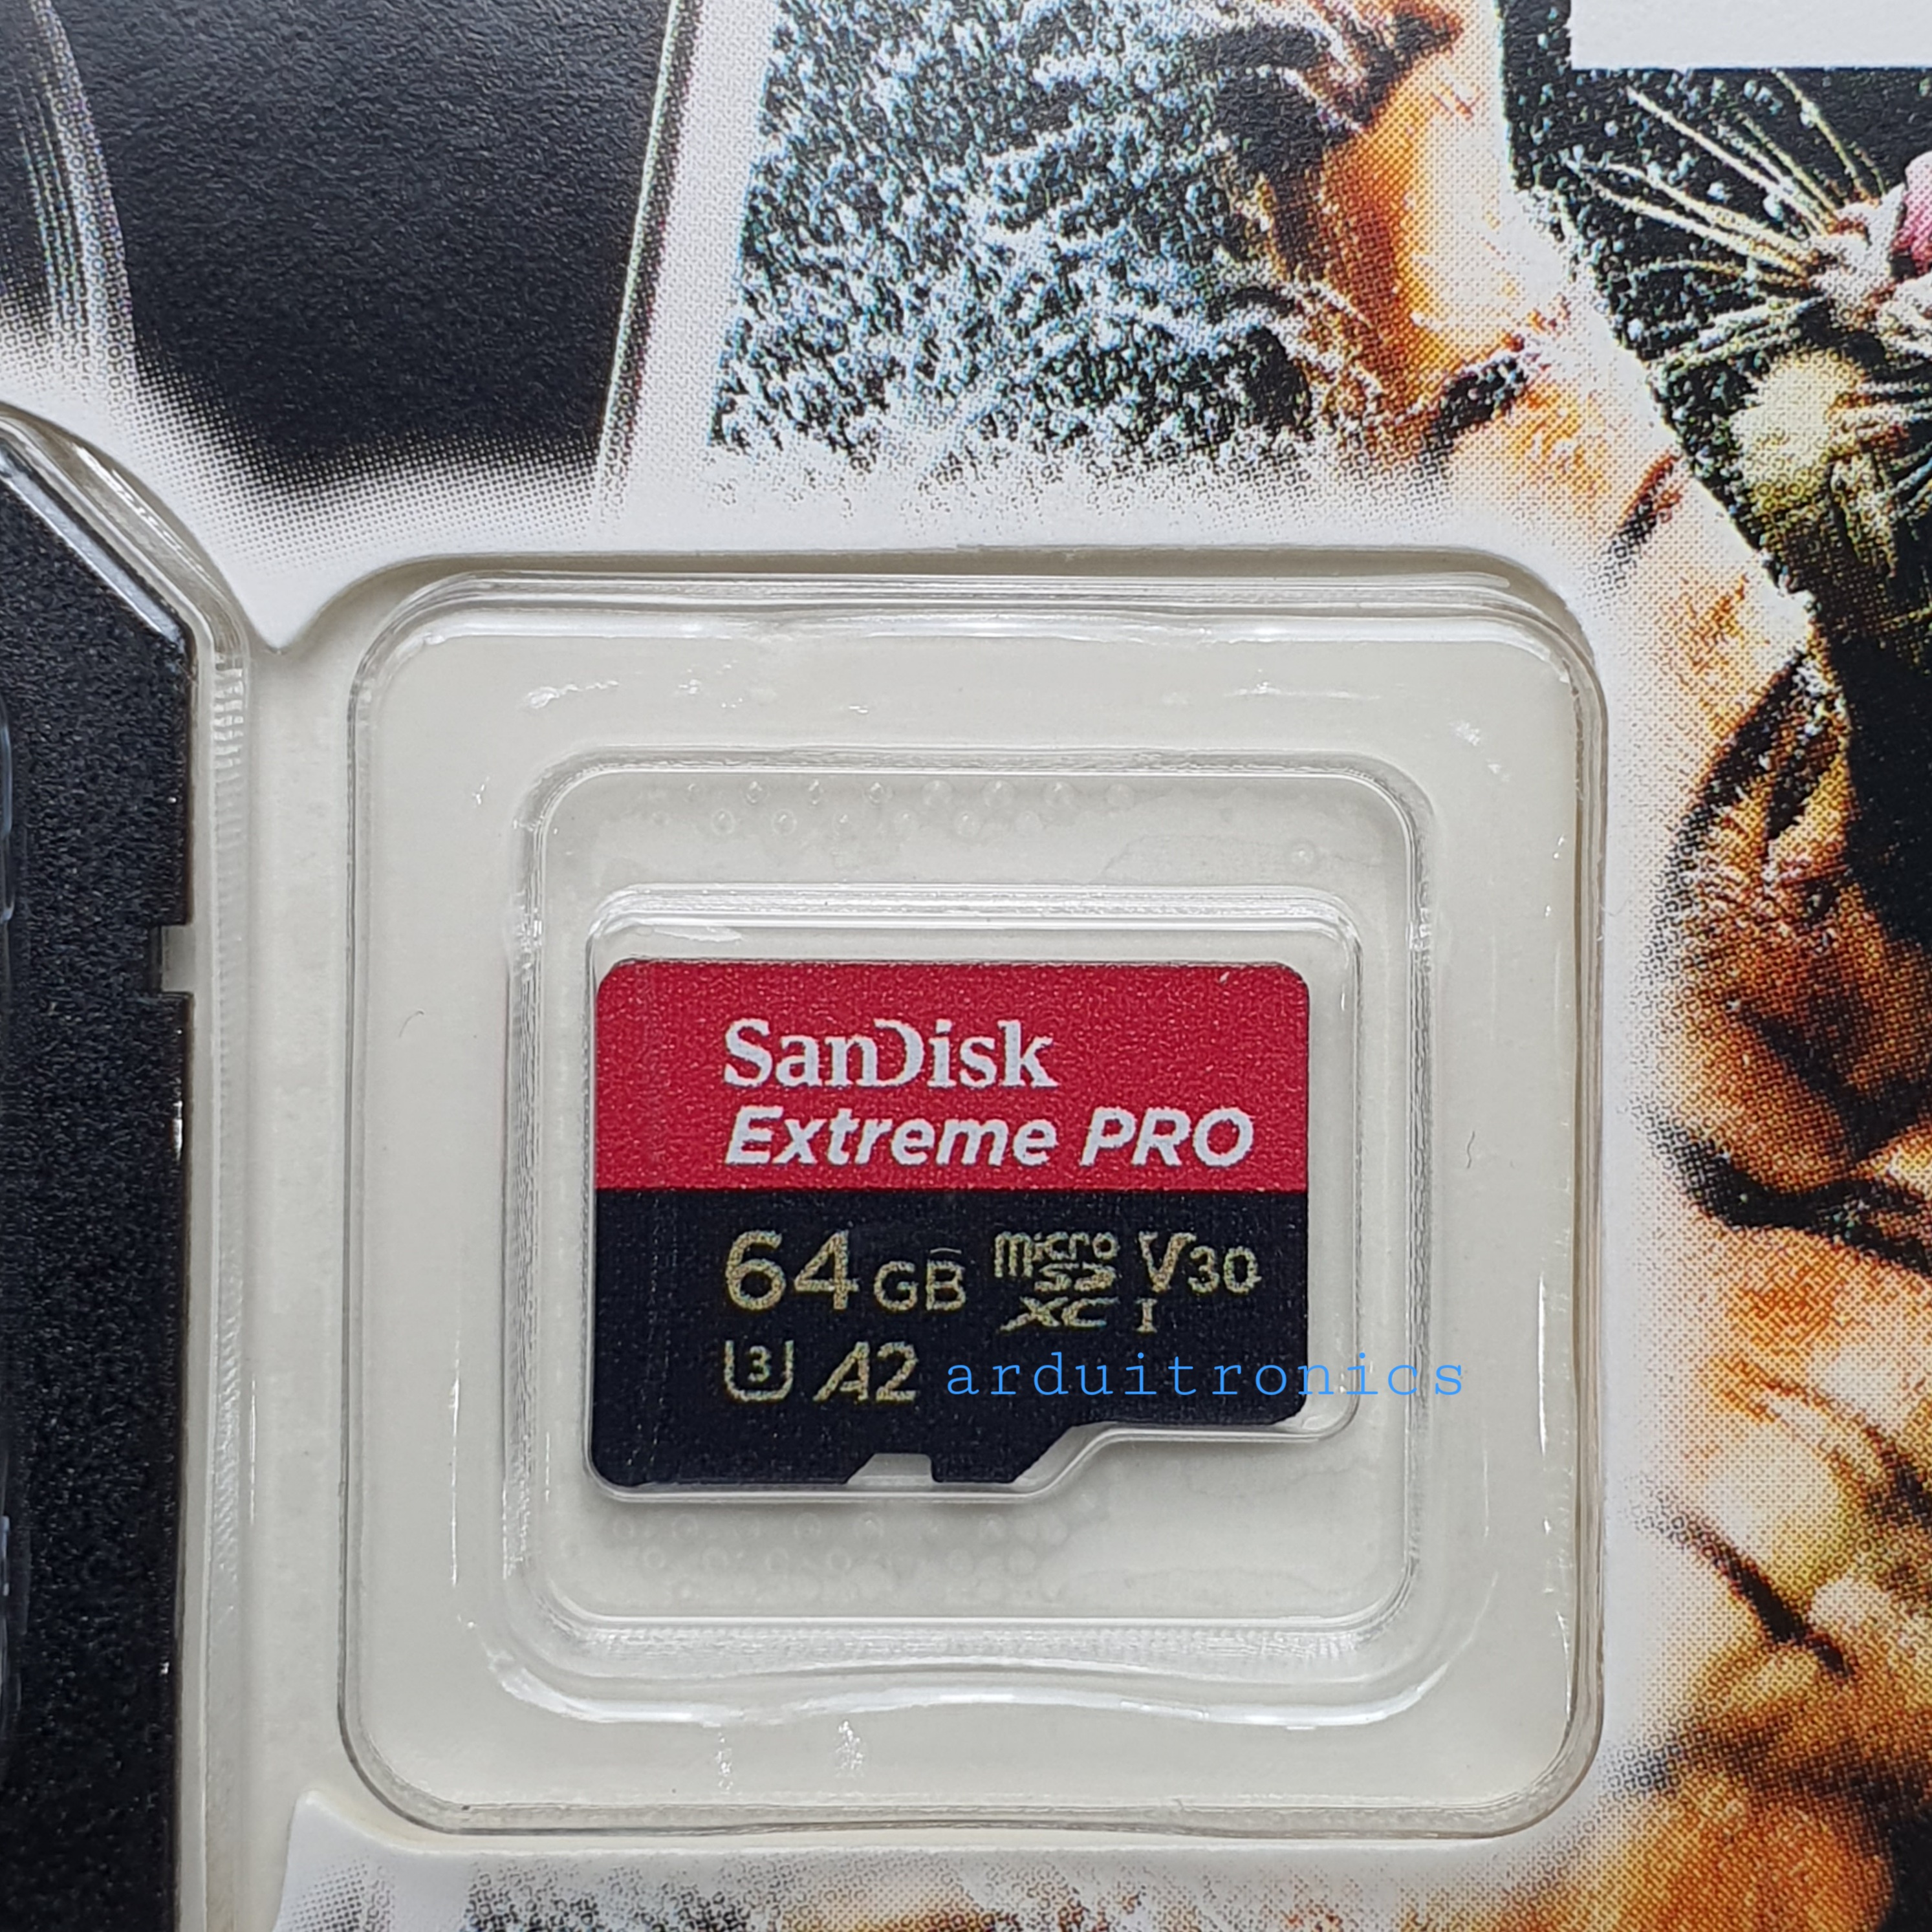 SanDisk
Extreme PRO
64 GB micro SD XC I V30
3 A2 arduitronics